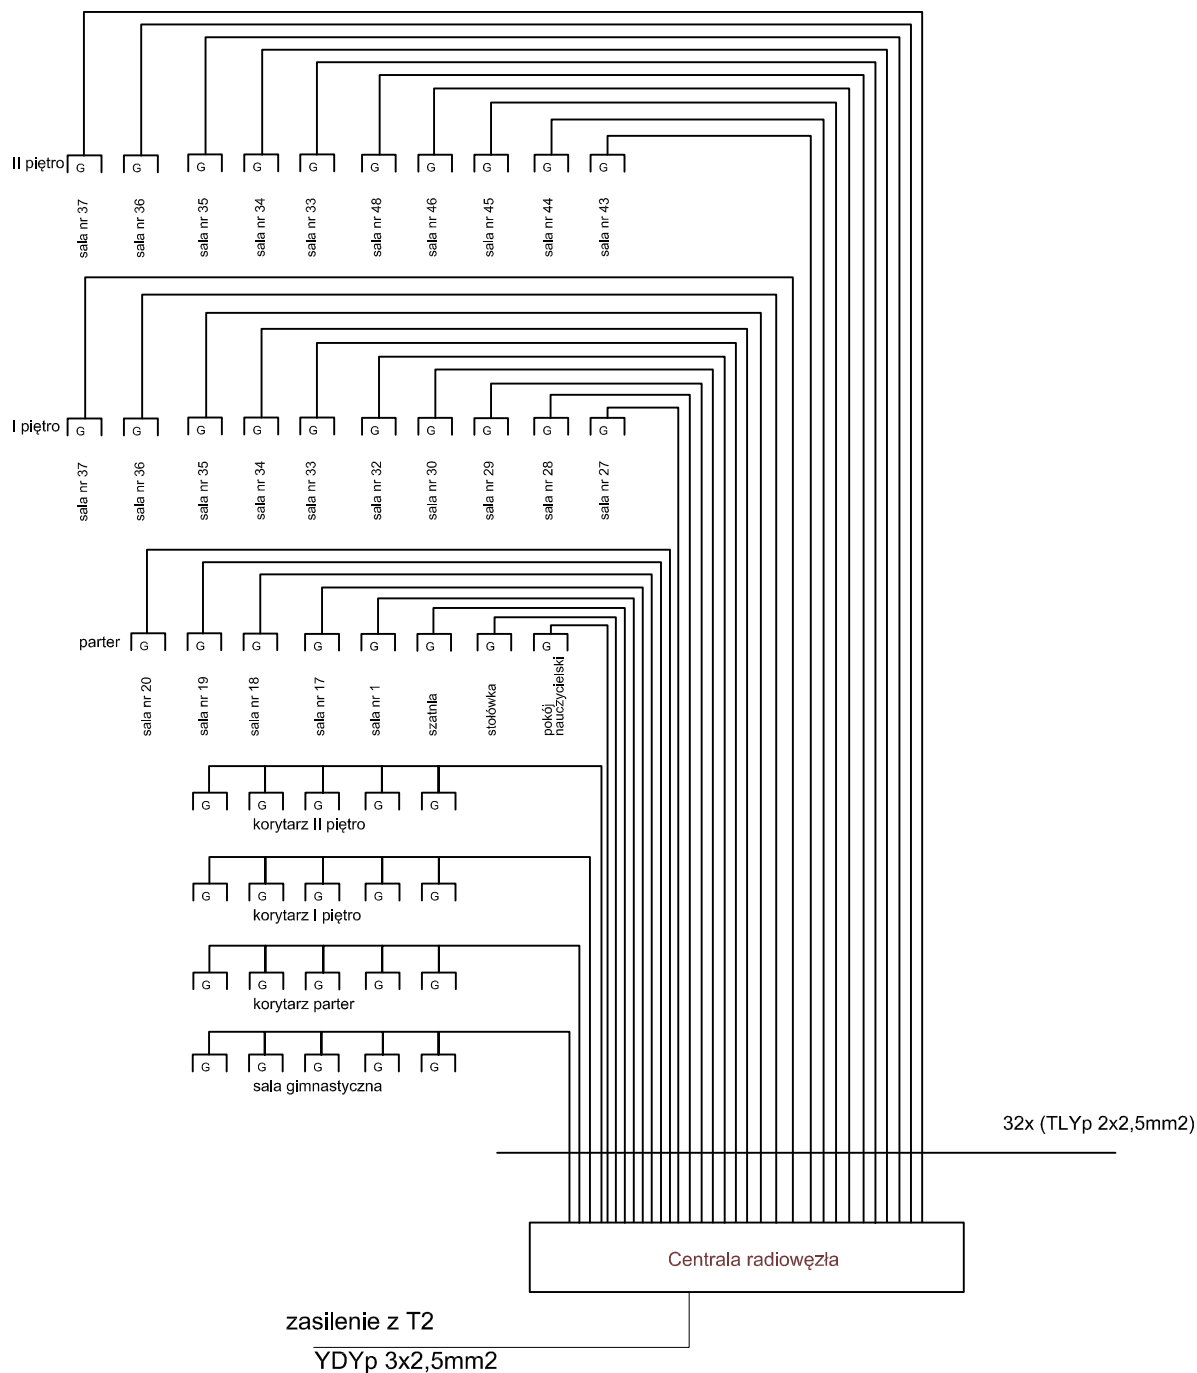 II piętro
G G G G G G G G G G
sala nr 37
sala nr 36
sala nr 35
sala nr 34
sala nr 33
sala nr 48
sala nr 46
sala nr 45
sala nr 44
sala nr 43
I piętro
G G G G G G G G G G
sala nr 37
sala nr 36
sala nr 35
sala nr 34
sala nr 33
sala nr 32
sala nr 30
sala nr 29
sala nr 28
sala nr 27
parter
G G G G G G G G
sala nr 20
sala nr 19
sala nr 18
sala nr 17
sala nr 1
szatnia
stołówka
pokój
nauczycielski
G G G G G
korytarz II piętro
G G G G G
korytarz I piętro
G G G G G
korytarz parter
G G G G G
sala gimnastyczna
32x (TLYp 2x2,5mm2)
Centrala radiowęzła
zasilenie z T2
YDYp 3x2,5mm2